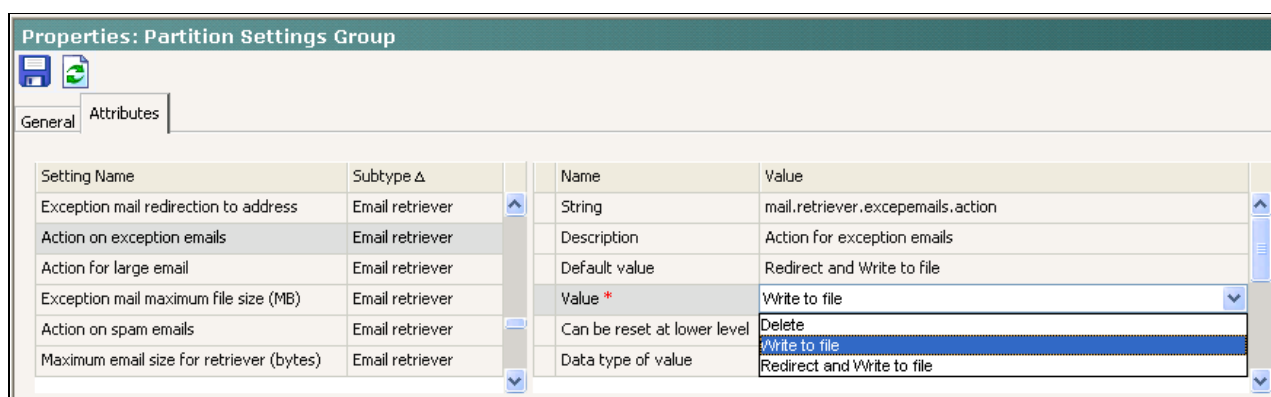 Properties: Partition Settings Group
General Attributes
Setting Name Subtype Δ Name Value
Exception mail redirection to address Email retriever String mail.retriever.excepemails.action
Action on exception emails Email retriever Description Action for exception emails
Action for large email Email retriever Default value Redirect and Write to file
Exception mail maximum file size (MB) Email retriever Value * Write to file
Action on spam emails Email retriever Can be reset at lower level Delete
Write to file
Maximum email size for retriever (bytes) Email retriever Data type of value Redirect and Write to file